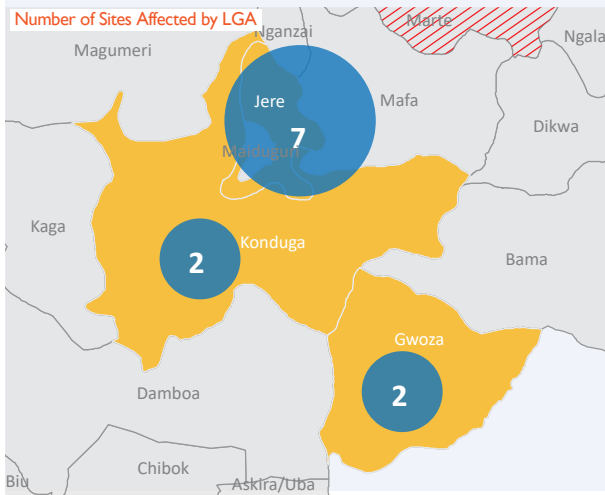 Number of Sites Affected by LGA
Marte
Nganzai
Ngala
Magumeri
Jere
Mafa
7
Dikwa
Maiduguri
Kaga
Konduga
2
Bama
Gwoza
2
Damboa
Chibok
Biu
Askira/Uba